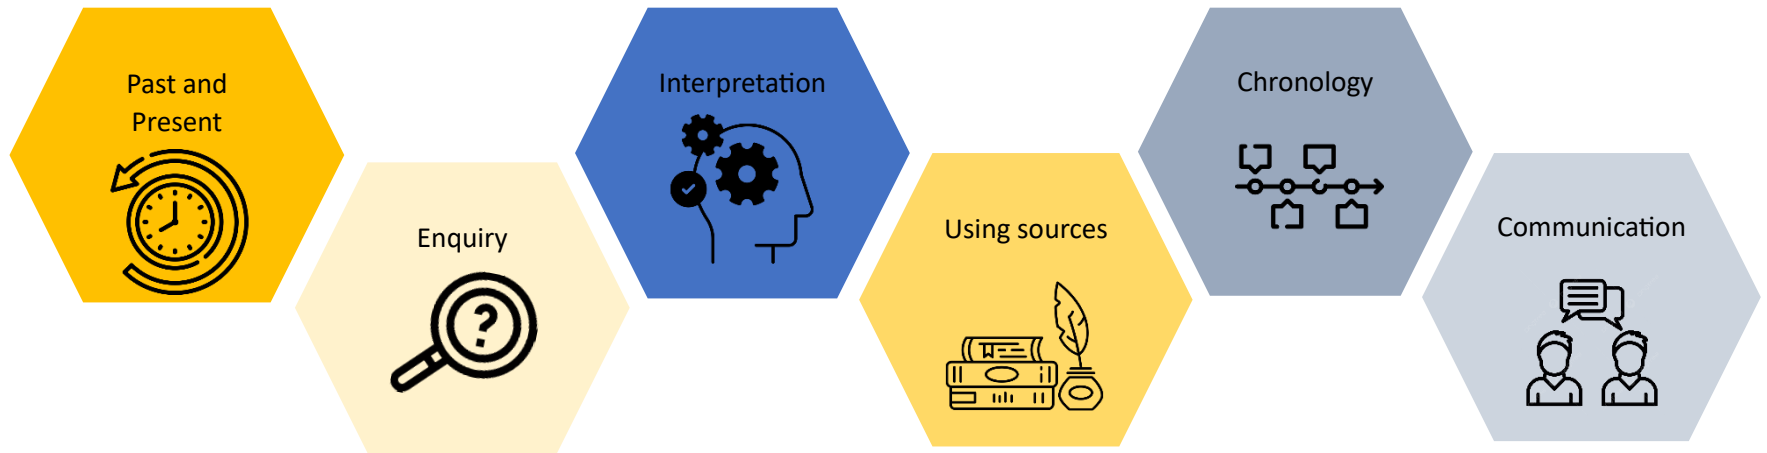 Past and
Present
Enquiry
Interpretation
Using sources
Chronology
Communication
?